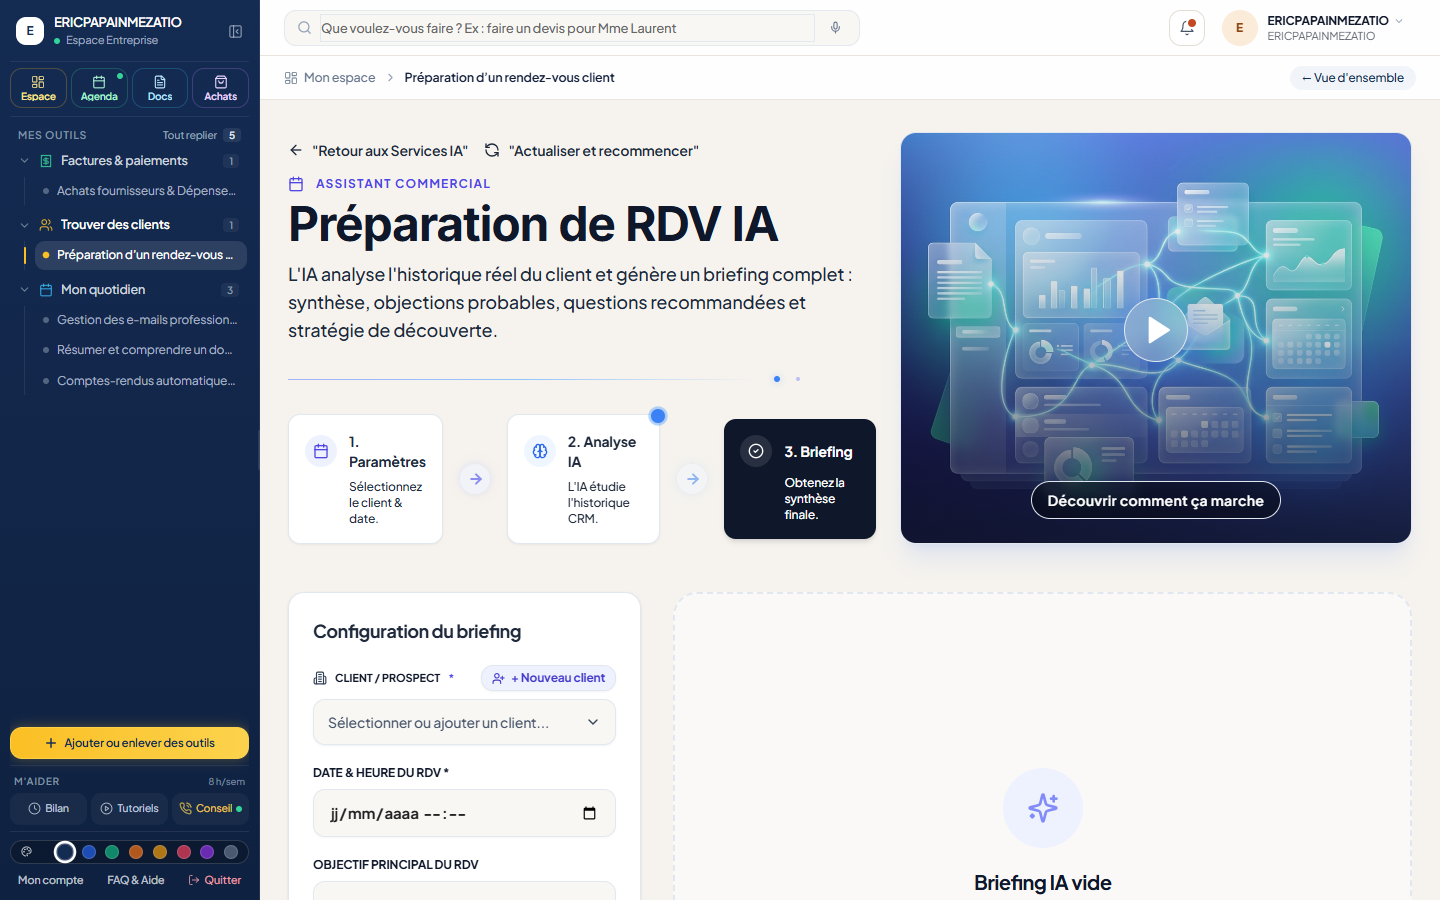 E
ERICPAPAINMEZATIO
Espace Entreprise
Espace
Agenda
Docs
Achats
MES OUTILS
Tout replier 5
Factures & paiements 1
Achats fournisseurs & Dépense...
Trouver des clients 1
Préparation d'un rendez-vous ...
Mon quotidien 3
Gestion des e-mails profession...
Résumer et comprendre un do...
Comptes-rendus automatique...
Ajouter ou enlever des outils
M'AIDER 8 h/sem
Bilan
Tutoriels
Conseil
Mon compte
FAQ & Aide
Quitter
Que voulez-vous faire ? Ex : faire un devis pour Mme Laurent
E
ERICPAPAINMEZATIO
ERICPAPAINMEZATIO
Mon espace
Préparation d'un rendez-vous client
← Vue d'ensemble
"Retour aux Services IA"
"Actualiser et recommencer"
ASSISTANT COMMERCIAL
Préparation de RDV IA
L'IA analyse l'historique réel du client et génère un briefing complet :
synthèse, objections probables, questions recommandées et
stratégie de découverte.
1.
Paramètres
Sélectionnez
le client &
date.
2. Analyse
IA
L'IA étudie
l'historique
CRM.
3. Briefing
Obtenez la
synthèse
finale.
Découvrir comment ça marche
Configuration du briefing
CLIENT / PROSPECT *
+ Nouveau client
Sélectionner ou ajouter un client...
DATE & HEURE DU RDV *
jj/mm/aaaa --:--
OBJECTIF PRINCIPAL DU RDV
Briefing IA vide